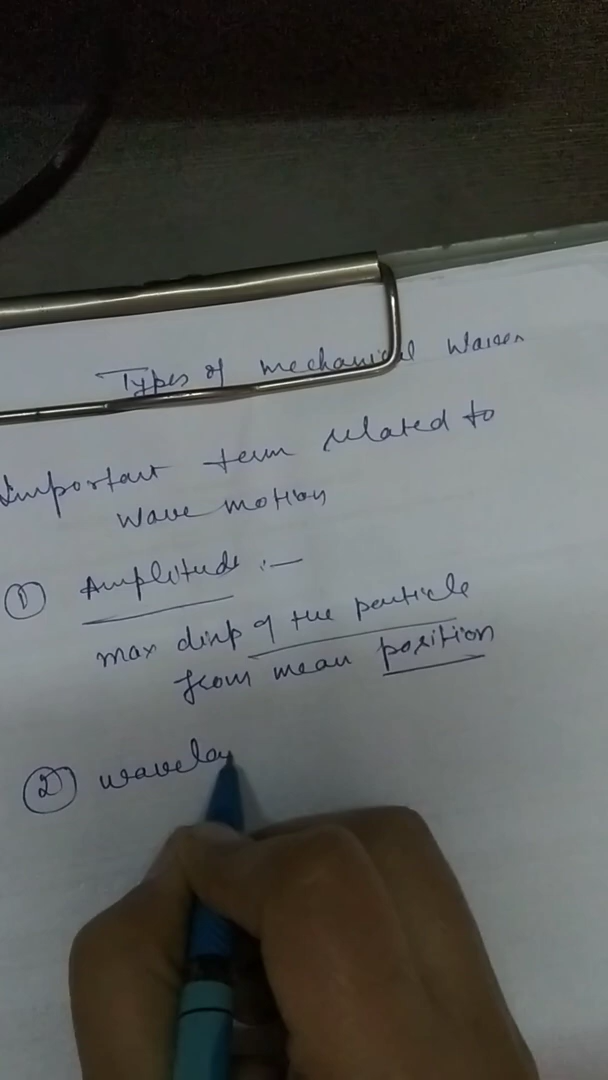 Types of mechanical waves
Important term related to
wave motion
① Amplitude :—
max disp of the particle
from mean position
② wavelen